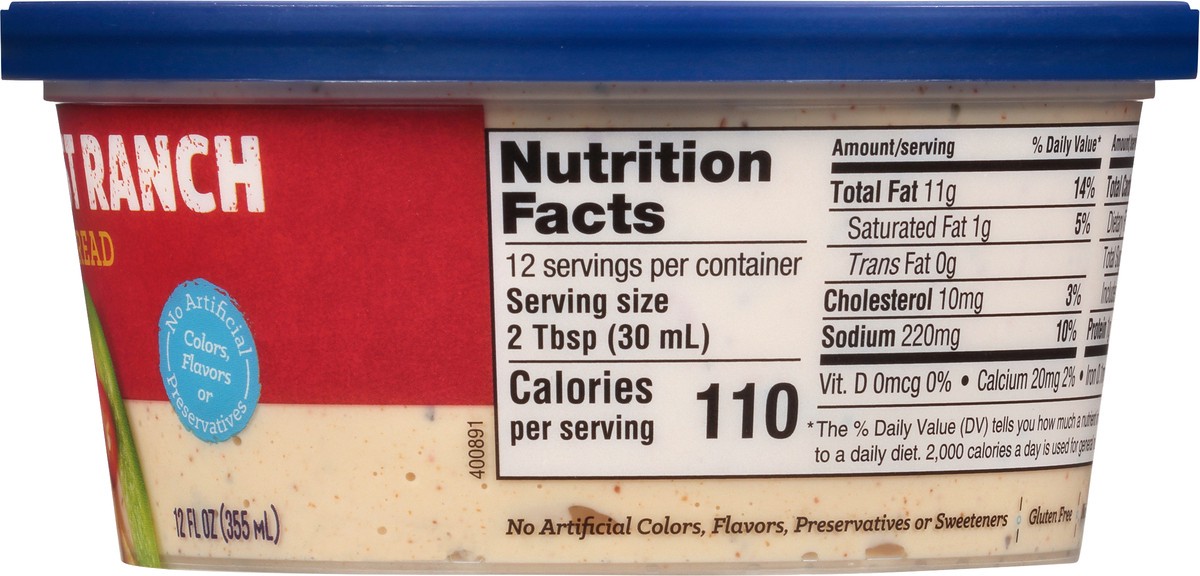 RANCH
No Artificial
Colors,
Flavors
or
Preservatives
12 FL OZ (355 mL)
400891
Nutrition
Facts
12 servings per container
Serving size
2 Tbsp (30 mL)
Calories
per serving
110
Amount/serving % Daily Value*
Total Fat 11g 14%
Saturated Fat 1g 5%
Trans Fat 0g
Cholesterol 10mg 3%
Sodium 220mg 10%
Vit. D 0mcg 0% • Calcium 20mg 2% • Iron
*The % Daily Value (DV) tells you how much a nutrient
to a daily diet. 2,000 calories a day is used for
Total
Protein
No Artificial Colors, Flavors, Preservatives or Sweeteners | Gluten Free |